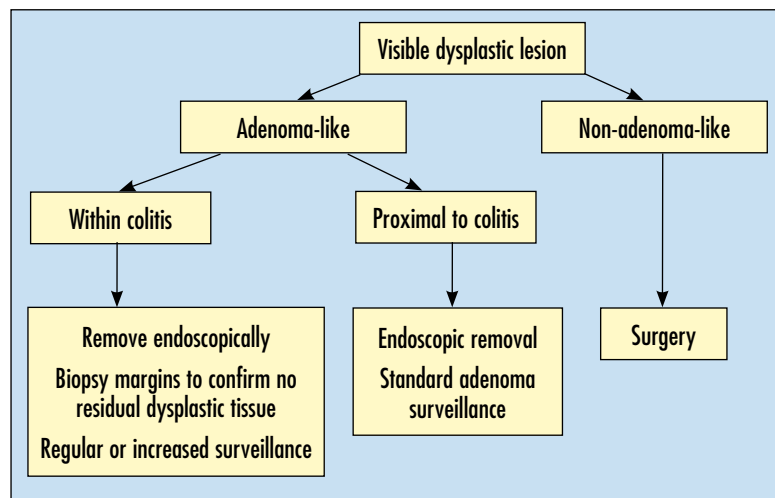 Visible dysplastic lesion
Adenoma-like
Non-adenoma-like
Within colitis
Proximal to colitis
Remove endoscopically
Biopsy margins to confirm no
residual dysplastic tissue
Regular or increased surveillance
Endoscopic removal
Standard adenoma
surveillance
Surgery